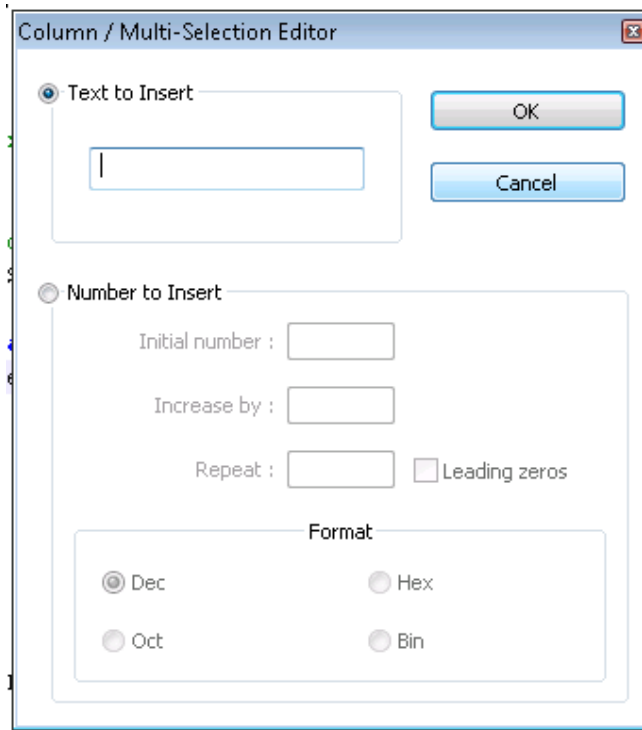 Column / Multi-Selection Editor
Text to Insert
OK
Cancel
Number to Insert
Initial number :
Increase by :
Repeat :
Leading zeros
Format
Dec
Hex
Oct
Bin